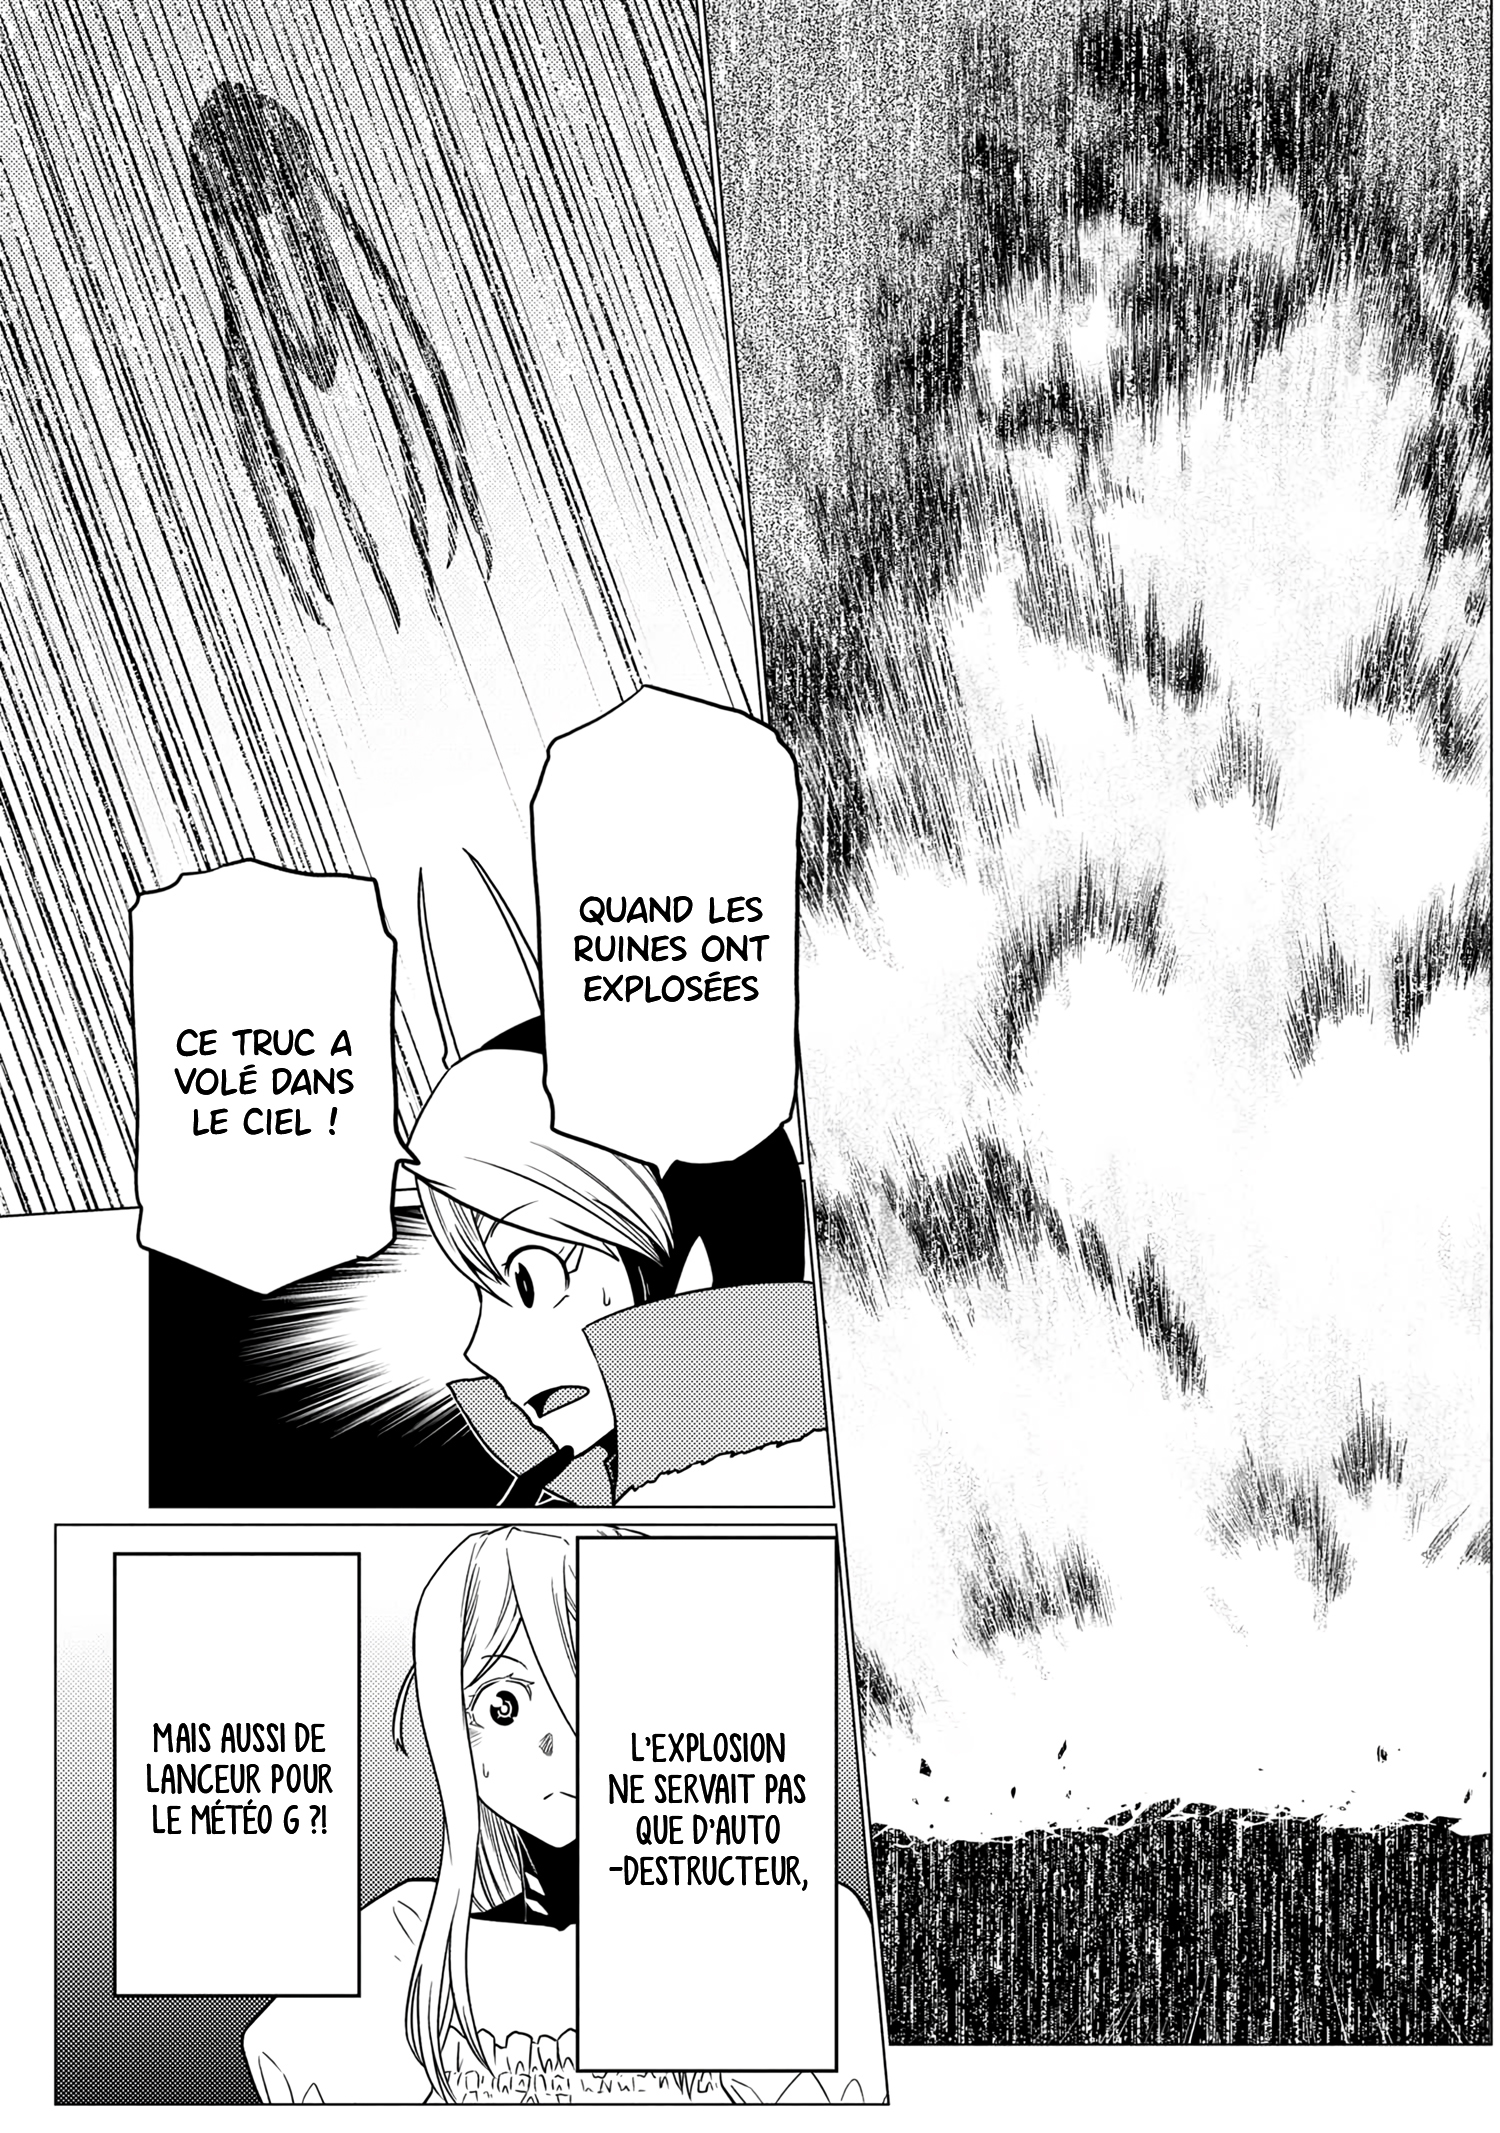 QUAND LES
RUINES ONT
EXPLOSÉES
CE TRUC A
VOLÉ DANS
LE CIEL !
L'EXPLOSION
NE SERVAIT PAS
QUE D'AUTO
-DESTRUCTEUR,
MAIS AUSSI DE
LANCEUR POUR
LE MÉTÉO G ?!